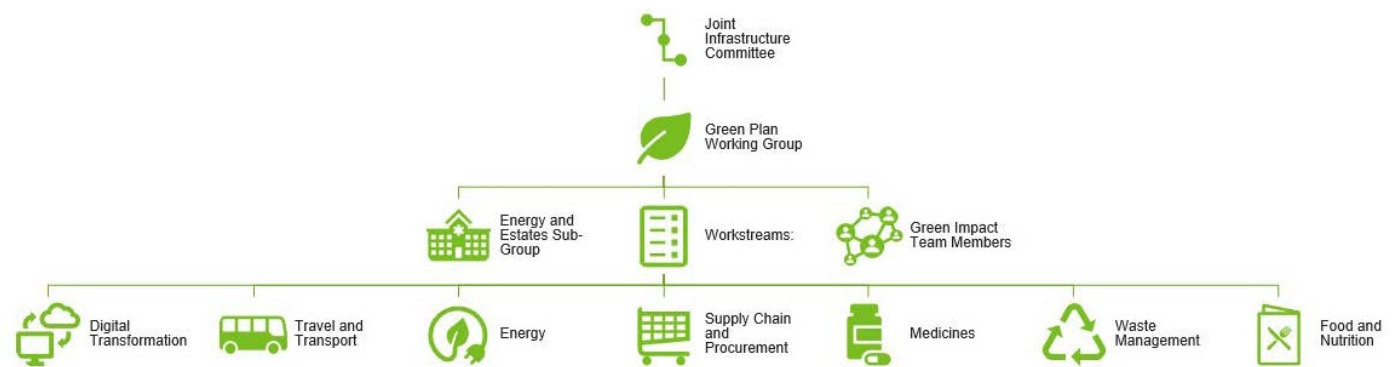 Joint
Infrastructure
Committee
Green Plan
Working Group
Energy and
Estates Sub-
Group
Workstreams:
Green Impact
Team Members
Digital
Transformation
Travel and
Transport
Energy
Supply Chain
and
Procurement
Medicines
Waste
Management
Food and
Nutrition